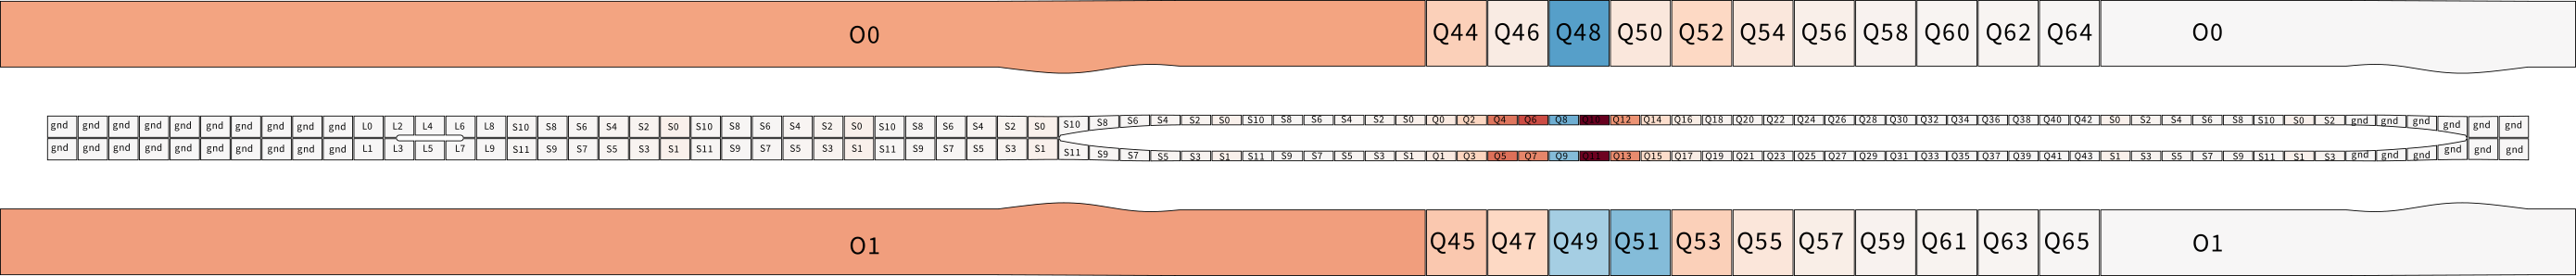 O0 Q44 Q46 Q48 Q50 Q52 Q54 Q56 Q58 Q60 Q62 Q64 O0
gnd gnd gnd gnd gnd gnd gnd gnd gnd gnd L0 L2 L4 L6 L8 S10 S8 S6 S4 S2 S0 S10 S8 S6 S4 S2 S0 S10 S8 S6 S4 S2 S0 S10 S8 S6 S4 S2 S0 S10 S8 S6 S4 S2 S0 Q0 Q2 Q4 Q6 Q8 Q10 Q12 Q14 Q16 Q18 Q20 Q22 Q24 Q26 Q28 Q30 Q32 Q34 Q36 Q38 Q40 Q42 S0 S2 S4 S6 S8 S10 S0 S2 gnd gnd gnd gnd gnd gnd
gnd gnd gnd gnd gnd gnd gnd gnd gnd gnd L1 L3 L5 L7 L9 S11 S9 S7 S5 S3 S1 S11 S9 S7 S5 S3 S1 S11 S9 S7 S5 S3 S1 S11 S9 S7 S5 S3 S1 S11 S9 S7 S5 S3 S1 Q1 Q3 Q5 Q7 Q9 Q11 Q13 Q15 Q17 Q19 Q21 Q23 Q25 Q27 Q29 Q31 Q33 Q35 Q37 Q39 Q41 Q43 S1 S3 S5 S7 S9 S11 S1 S3 gnd gnd gnd gnd gnd gnd
O1 Q45 Q47 Q49 Q51 Q53 Q55 Q57 Q59 Q61 Q63 Q65 O1